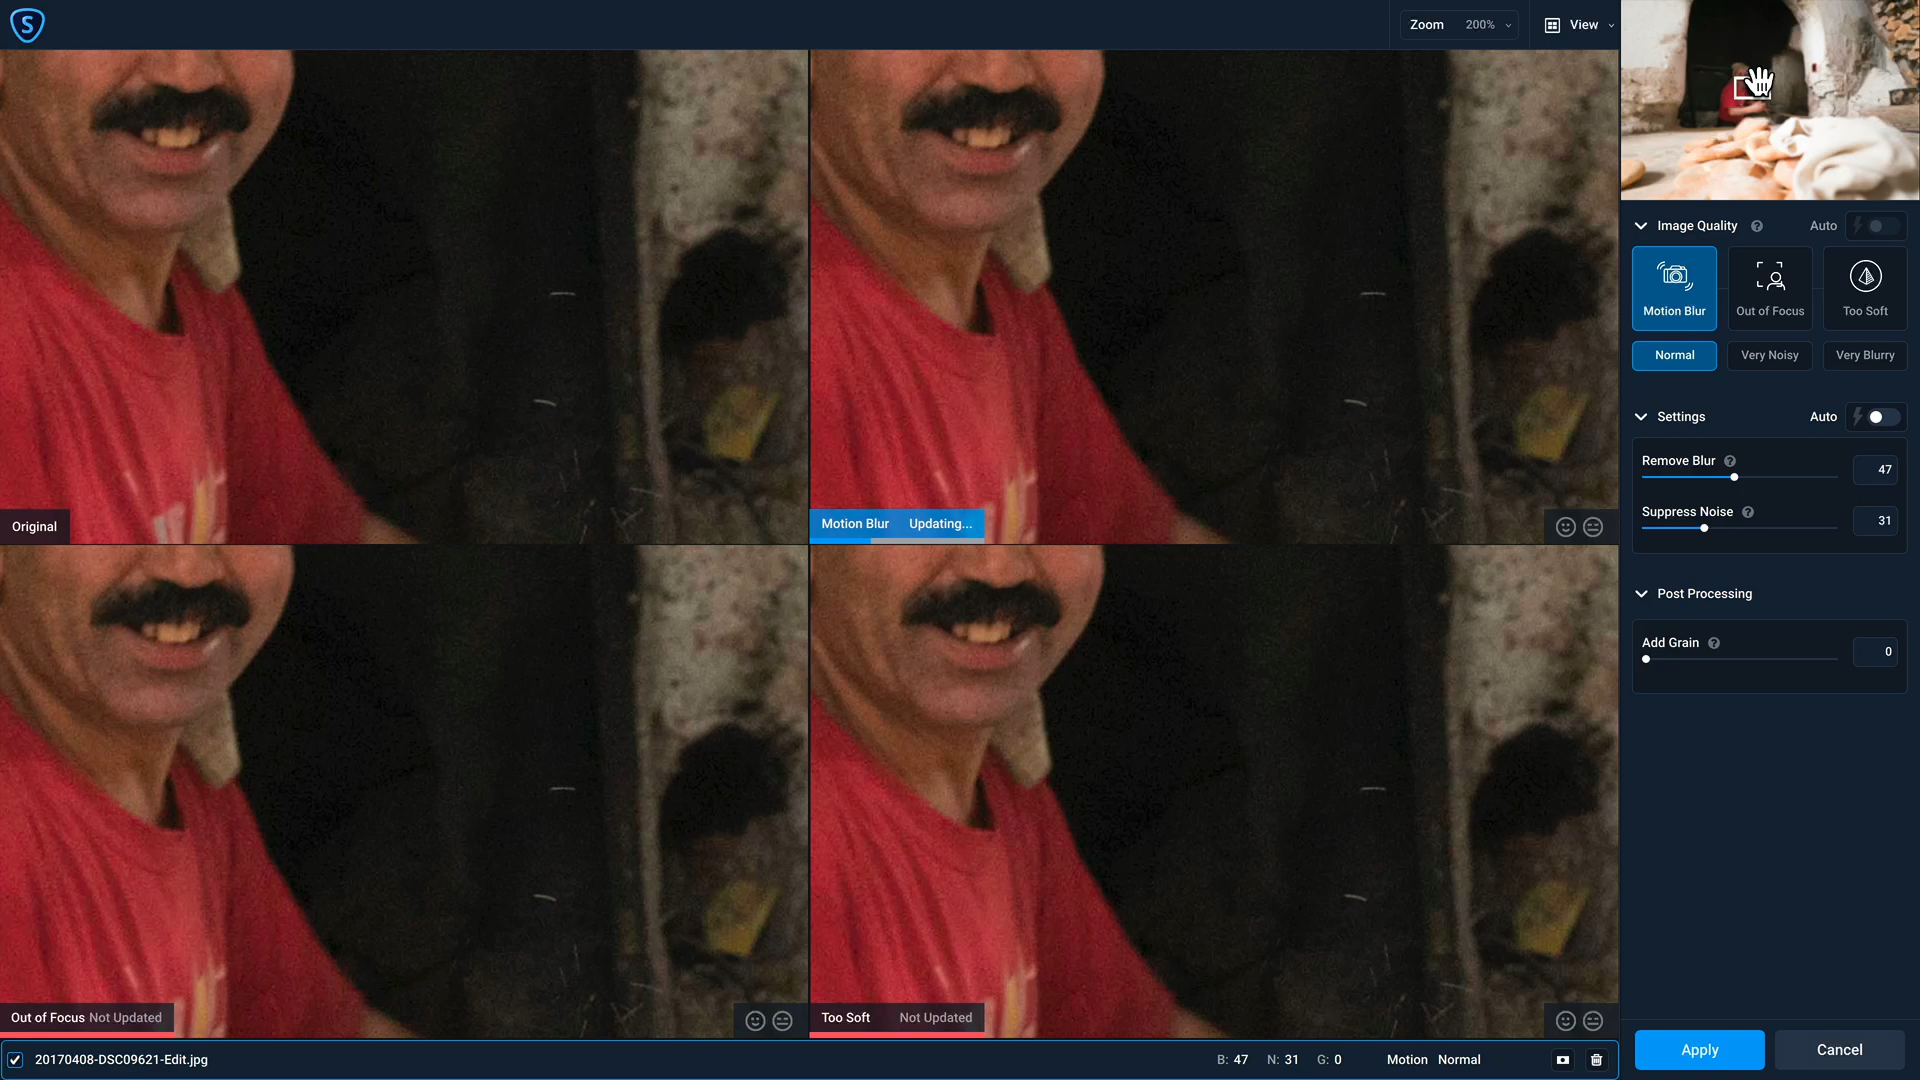 S
Zoom 200% View
Image Quality ? Auto
Motion Blur Out of Focus Too Soft
Normal Very Noisy Very Blurry
Settings Auto
Remove Blur ? 47
Suppress Noise ? 31
Original
Motion Blur Updating...
Post Processing
Add Grain ? 0
Out of Focus Not Updated
Too Soft Not Updated
20170408-DSC09621-Edit.jpg B: 47 N: 31 G: 0 Motion Normal
Apply Cancel